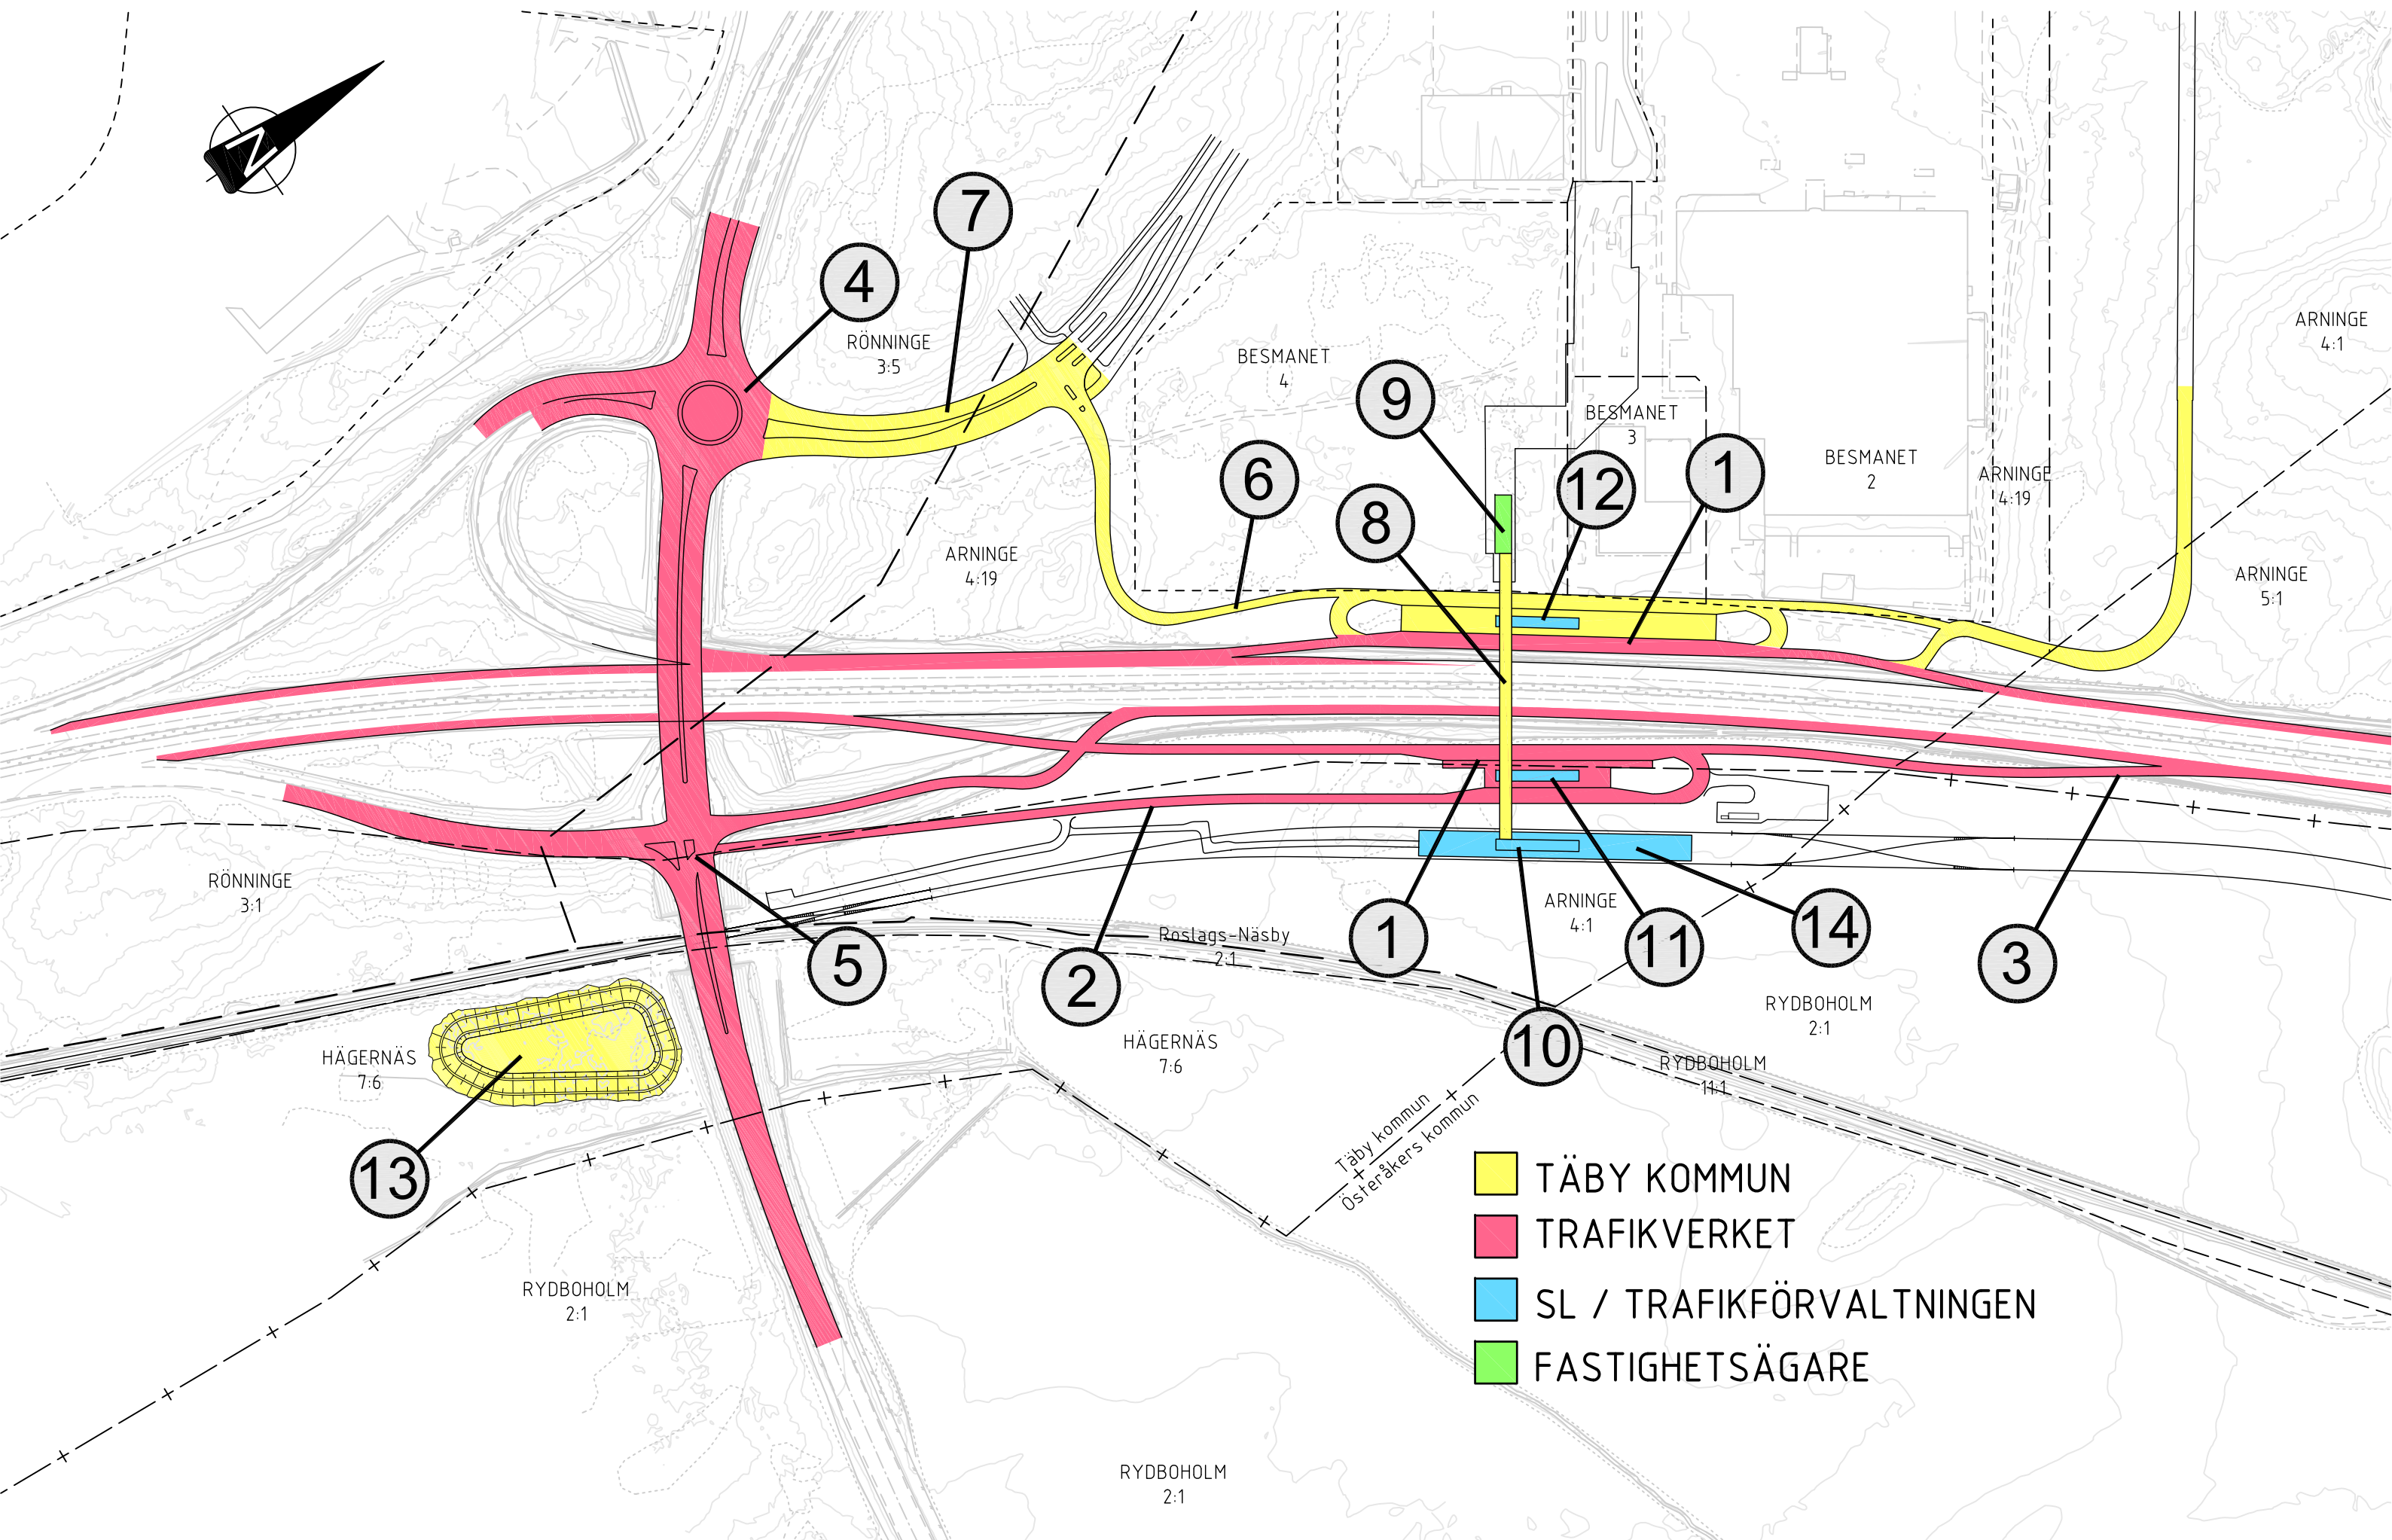 N
7
4
RÖNNINGE
3:5
BESMANET
4
9
BESMANET
3
ARNINGE
4:1
6
12
1
BESMANET
2
ARNINGE
4:19
8
ARNINGE
4:19
ARNINGE
5:1
RÖNNINGE
3:1
5
2
Roslags-Näsby
2:1
1
ARNINGE
4:1
11
14
3
HÄGERNÄS
7:6
13
HÄGERNÄS
7:6
10
RYDBOHOLM
2:1
RYDBOHOLM
11:1
Täby kommun
Österåkers kommun
RYDBOHOLM
2:1
RYDBOHOLM
2:1
TÄBY KOMMUN
TRAFIKVERKET
SL / TRAFIKFÖRVALTNINGEN
FASTIGHETSÄGARE